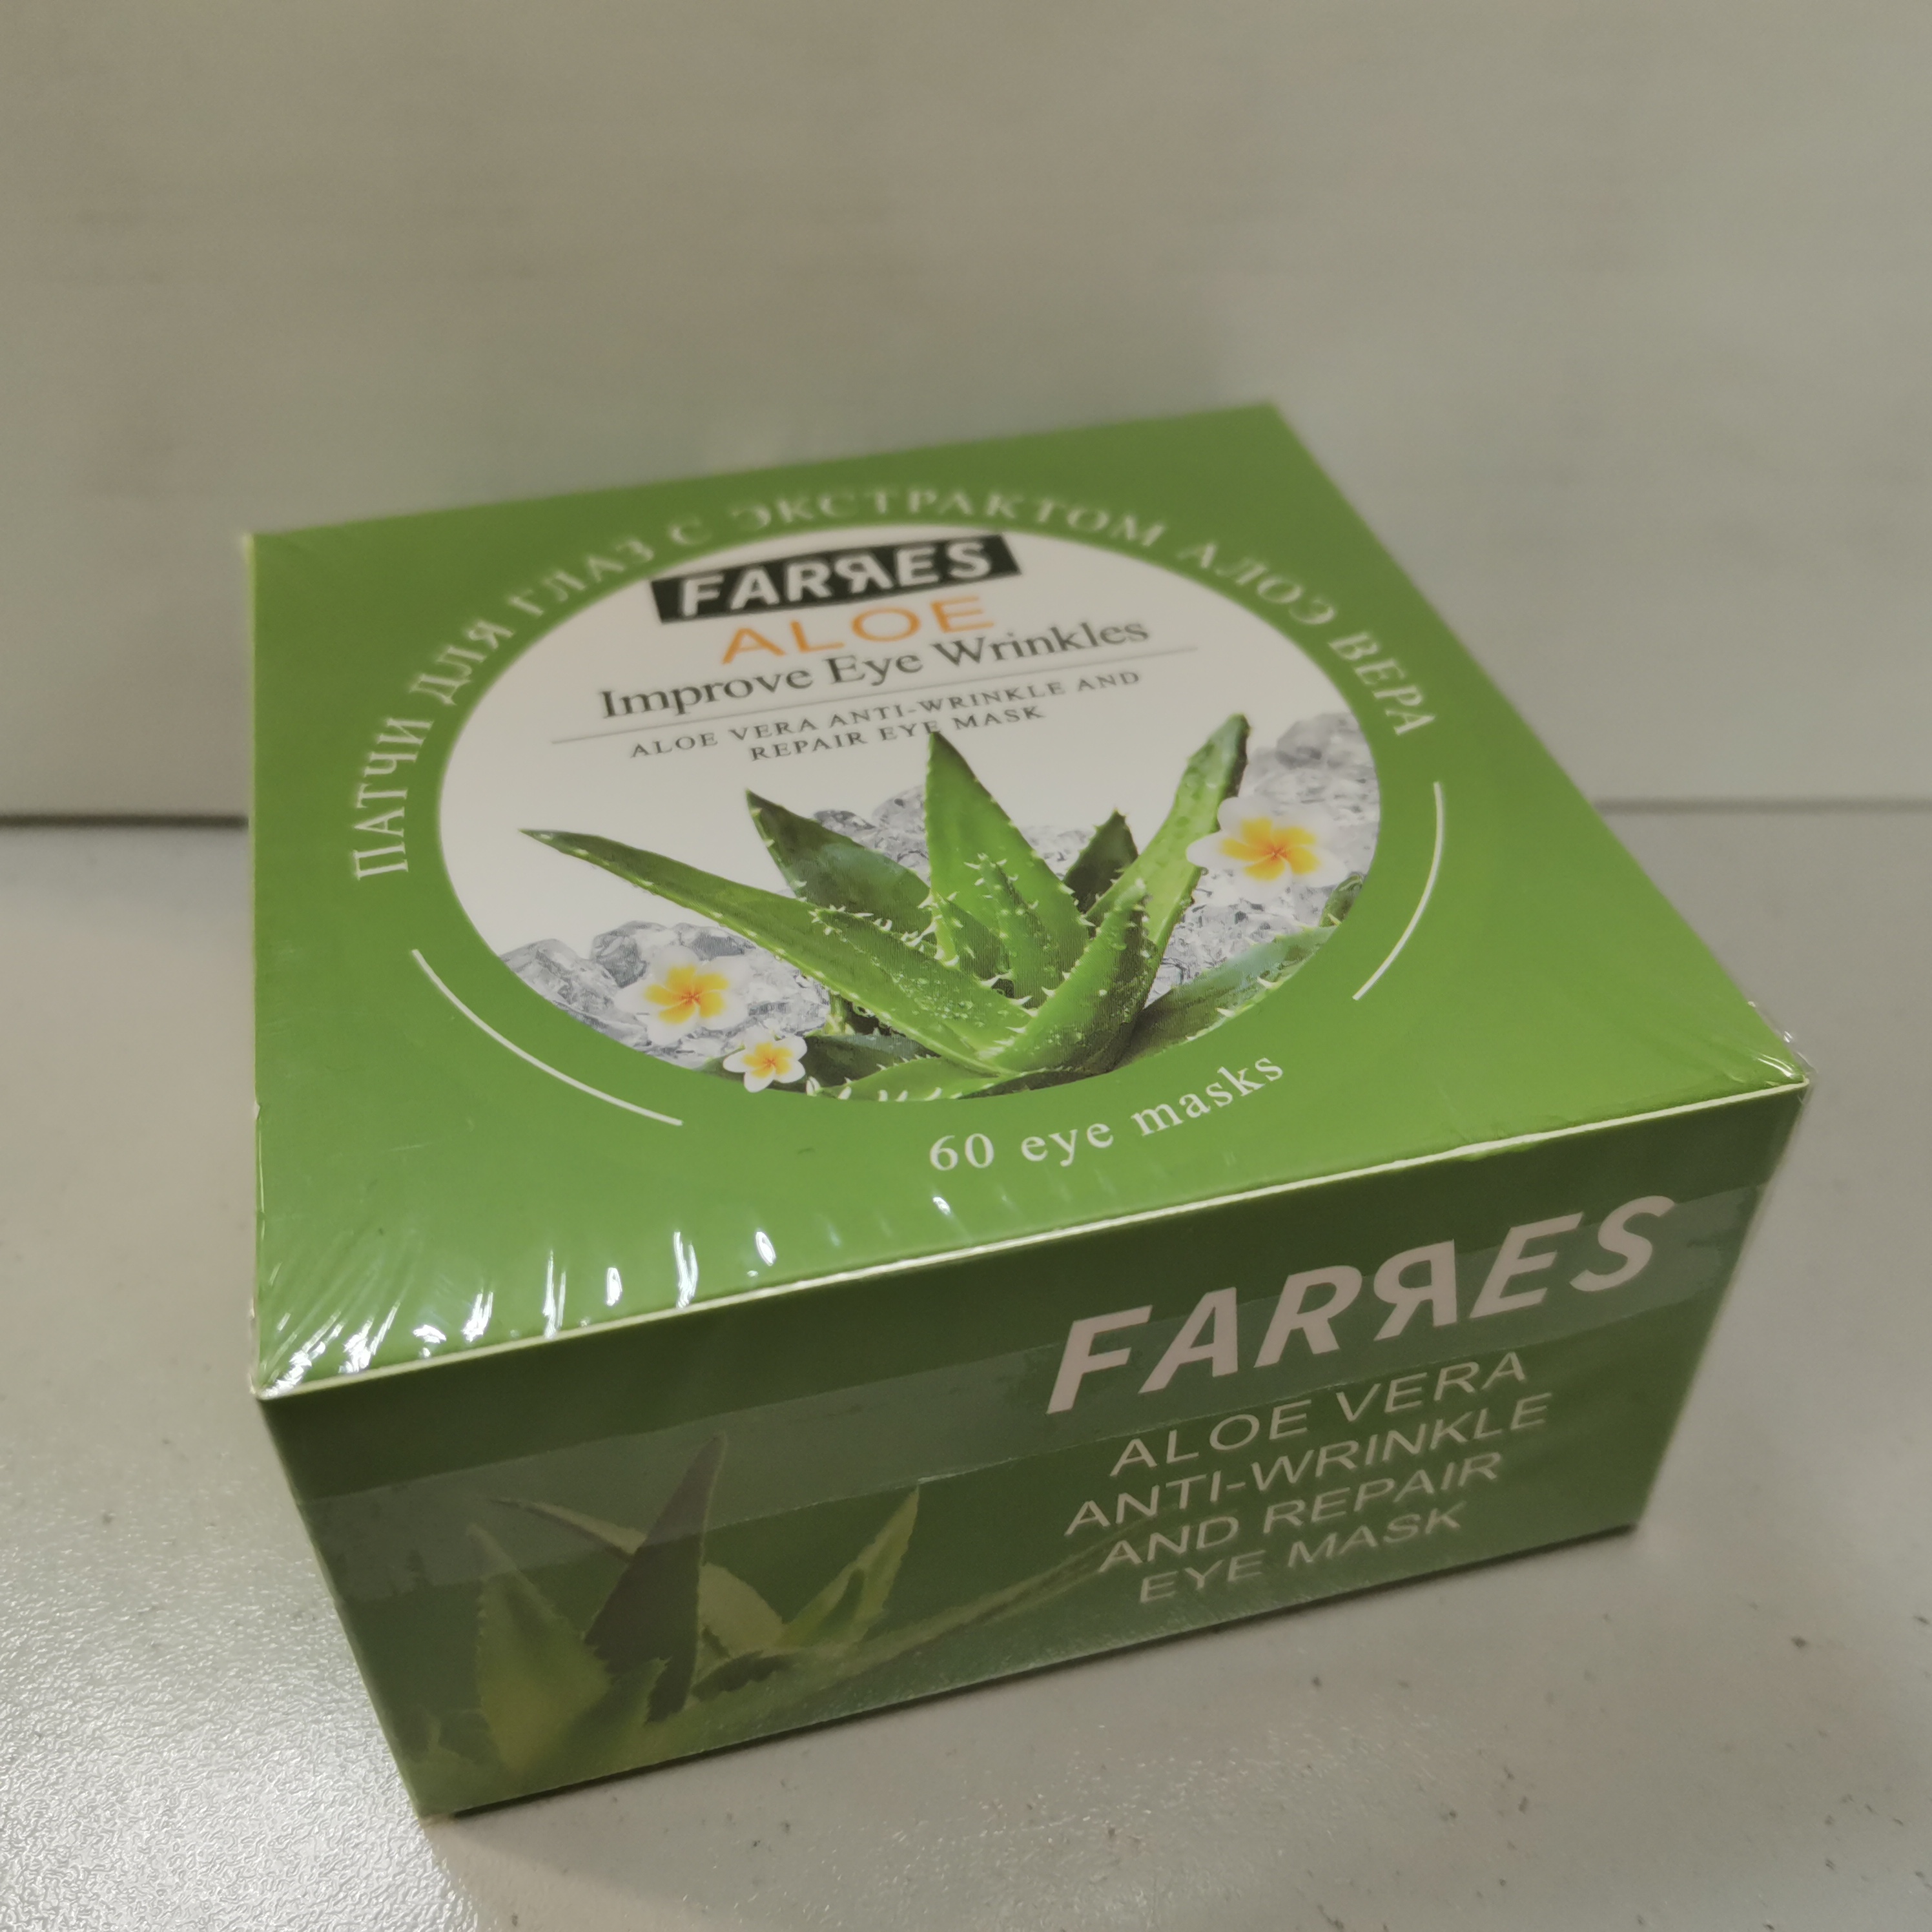 ПАТЧИ ДЛЯ ГЛАЗ С ЭКСТРАКТОМ АЛОЭ ВЕРА
FARЯES
ALOE
Improve Eye Wrinkles
ALOE VERA ANTI-WRINKLE AND
REPAIR EYE MASK
60 eye masks
FARЯES
ALOE VERA
ANTI-WRINKLE
AND REPAIR
EYE MASK